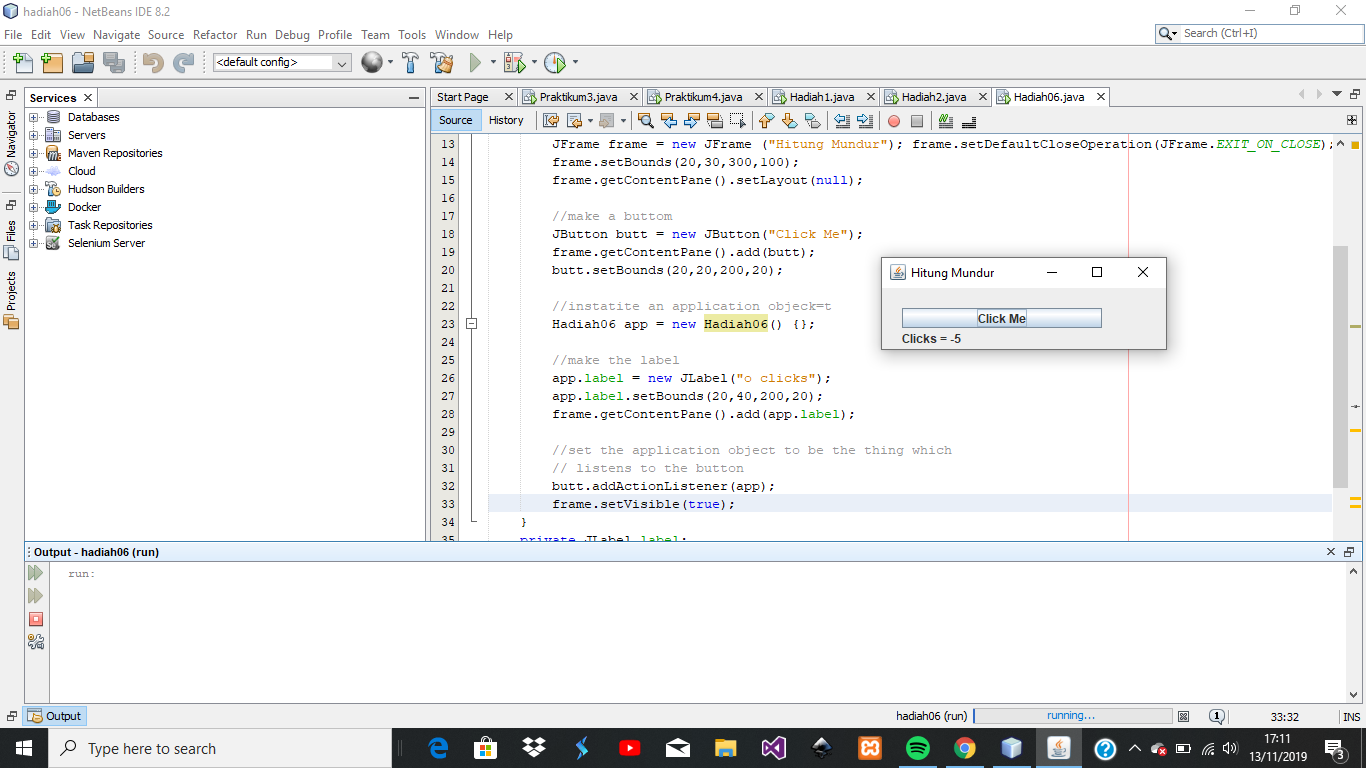 hadiah06 - NetBeans IDE 8.2
File Edit View Navigate Source Refactor Run Debug Profile Team Tools Window Help
Search (Ctrl+I)
<default config>
Services
Databases
Servers
Maven Repositories
Cloud
Hudson Builders
Docker
Task Repositories
Selenium Server
Navigator
Files
Projects
Start Page Praktikum3.java Praktikum4.java Hadiah1.java Hadiah2.java Hadiah06.java
Source History
13 JFrame frame = new JFrame ("Hitung Mundur"); frame.setDefaultCloseOperation(JFrame.EXIT_ON_CLOSE);
14 frame.setBounds(20,30,300,100);
15 frame.getContentPane().setLayout(null);
16
17 //make a buttom
18 JButton butt = new JButton("Click Me");
19 frame.getContentPane().add(butt);
20 butt.setBounds(20,20,200,20);
21
22 //instatite an application objeck=t
23 Hadiah06 app = new Hadiah06() {};
24
25 //make the label
26 app.label = new JLabel("o clicks");
27 app.label.setBounds(20,40,200,20);
28 frame.getContentPane().add(app.label);
29
30 //set the application object to be the thing which
31 // listens to the button
32 butt.addActionListener(app);
33 frame.setVisible(true);
34 }
35 private JLabel label;
Hitung Mundur
Click Me
Clicks = -5
Output - hadiah06 (run)
run:
Output
hadiah06 (run) running... 1 33:32 INS
Type here to search
17:11
13/11/2019
3